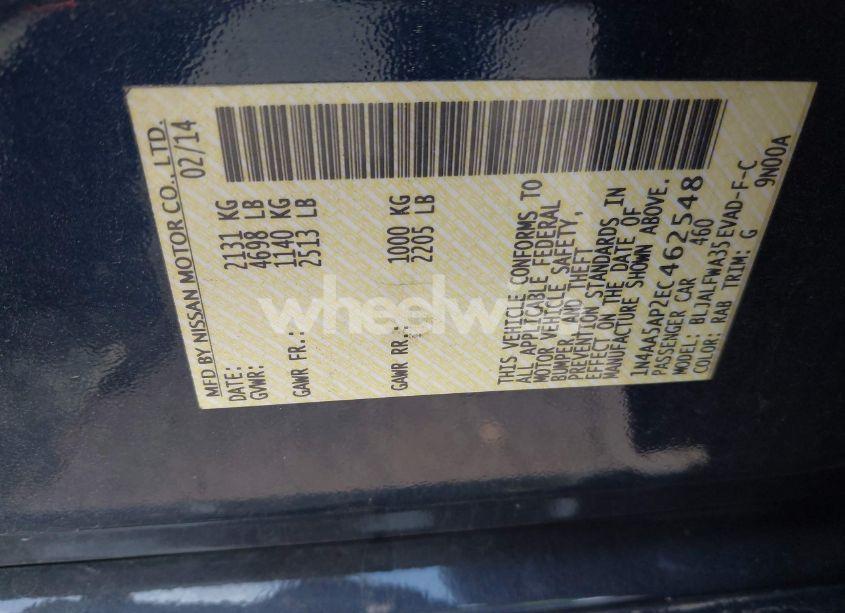 MFD BY NISSAN MOTOR CO., LTD.
DATE: 02/14
GVWR: 2131 KG
4698 LB
GAWR FR.: 1140 KG
2513 LB
GAWR RR.: 1000 KG
2205 LB
THIS VEHICLE CONFORMS TO
ALL APPLICABLE FEDERAL
MOTOR VEHICLE SAFETY,
BUMPER, AND THEFT
PREVENTION STANDARDS IN
EFFECT ON THE DATE OF
MANUFACTURE SHOWN ABOVE.
1N4AA5AP2EC462548
PASSENGER CAR 460
MODEL: BLJALFWA35EVAD-F-C
COLOR: RAB TRIM: G 9N00A
wheelwi